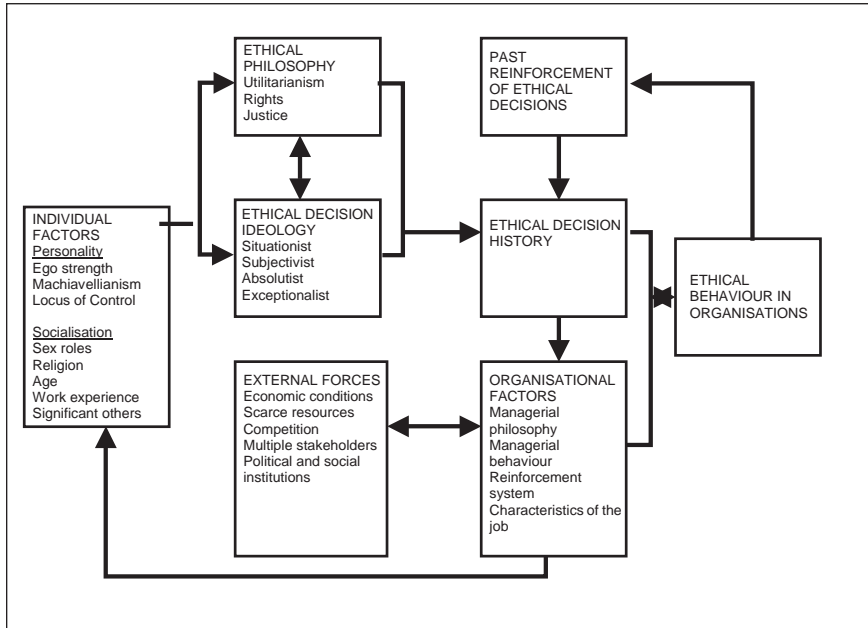 ETHICAL
PHILOSOPHY
Utilitarianism
Rights
Justice
PAST
REINFORCEMENT
OF ETHICAL
DECISIONS
INDIVIDUAL
FACTORS
Personality
Ego strength
Machiavellianism
Locus of Control
Socialisation
Sex roles
Religion
Age
Work experience
Significant others
ETHICAL DECISION
IDEOLOGY
Situationist
Subjectivist
Absolutist
Exceptionalist
ETHICAL DECISION
HISTORY
ETHICAL
BEHAVIOUR IN
ORGANISATIONS
EXTERNAL FORCES
Economic conditions
Scarce resources
Competition
Multiple stakeholders
Political and social
institutions
ORGANISATIONAL
FACTORS
Managerial
philosophy
Managerial
behaviour
Reinforcement
system
Characteristics of the
job